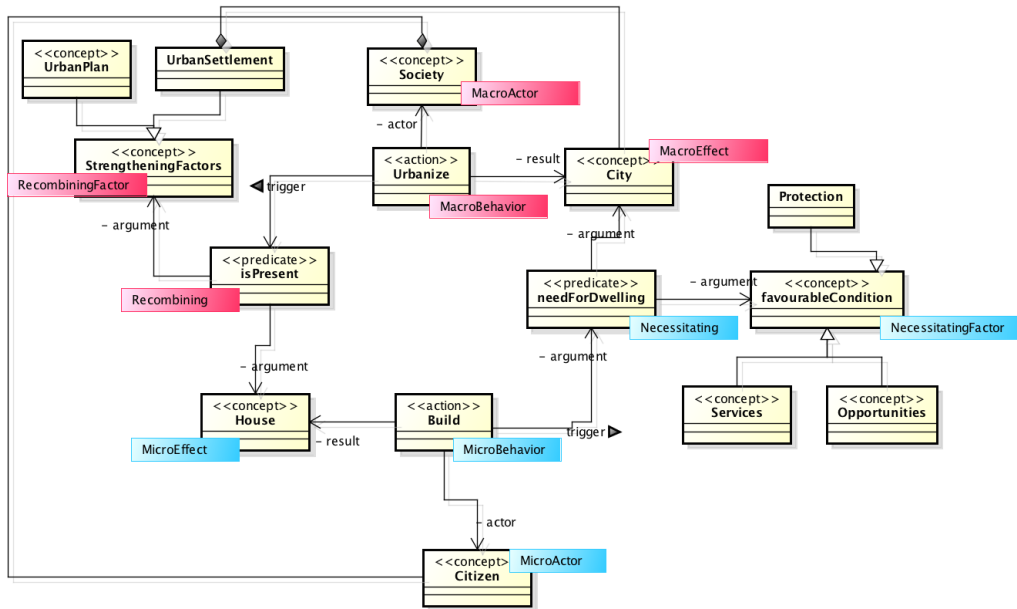 <<concept>>
UrbanPlan
UrbanSettlement
<<concept>>
Society
MacroActor
- actor
<<concept>>
StrengtheningFactors
RecombiningFactor
trigger
<<action>>
Urbanize
MacroBehavior
- result
<<concept>
City
MacroEffect
Protection
- argument
- argument
<<predicate>>
isPresent
Recombining
<<predicate>>
needForDwelling
Necessitating
- argument
<<concept>>
favourableCondition
NecessitatingFactor
- argument
- argument
<<concept>>
House
MicroEffect
- result
<<action>>
Build
MicroBehavior
trigger
<<concept>>
Services
<<concept>>
Opportunities
- actor
<<concept>
Citizen
MicroActor